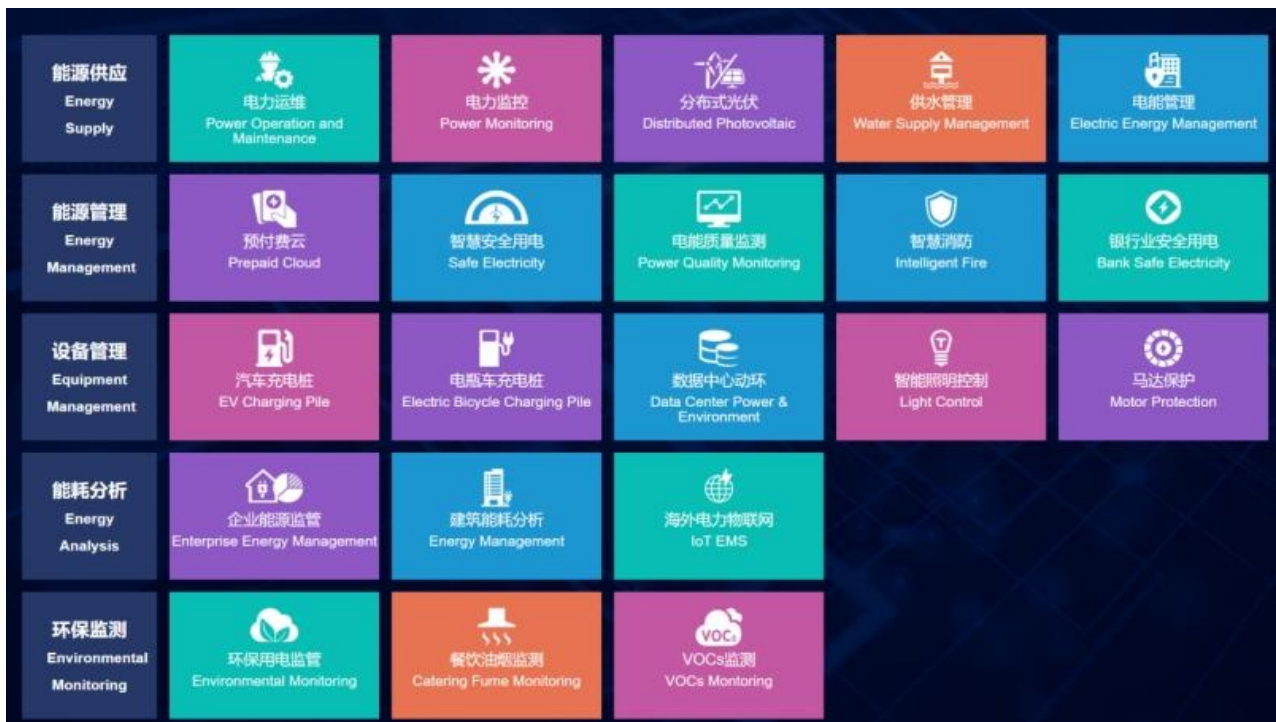 能源供应
Energy
Supply
电力运维
Power Operation and
Maintenance
电力监控
Power Monitoring
分布式光伏
Distributed Photovoltaic
供水管理
Water Supply Management
电能管理
Electric Energy Management
能源管理
Energy
Management
预付费云
Prepaid Cloud
智慧安全用电
Safe Electricity
电能质量监测
Power Quality Monitoring
智慧消防
Intelligent Fire
银行业安全用电
Bank Safe Electricity
设备管理
Equipment
Management
汽车充电桩
EV Charging Pile
电瓶车充电桩
Electric Bicycle Charging Pile
数据中心动环
Data Center Power &
Environment
智能照明控制
Light Control
马达保护
Motor Protection
能耗分析
Energy
Analysis
企业能源监管
Enterprise Energy Management
建筑能耗分析
Energy Management
海外电力物联网
IoT EMS
环保监测
Environmental
Monitoring
环保用电监管
Environmental Monitoring
餐饮油烟监测
Catering Fume Monitoring
VOCs
VOCs监测
VOCs Montoring